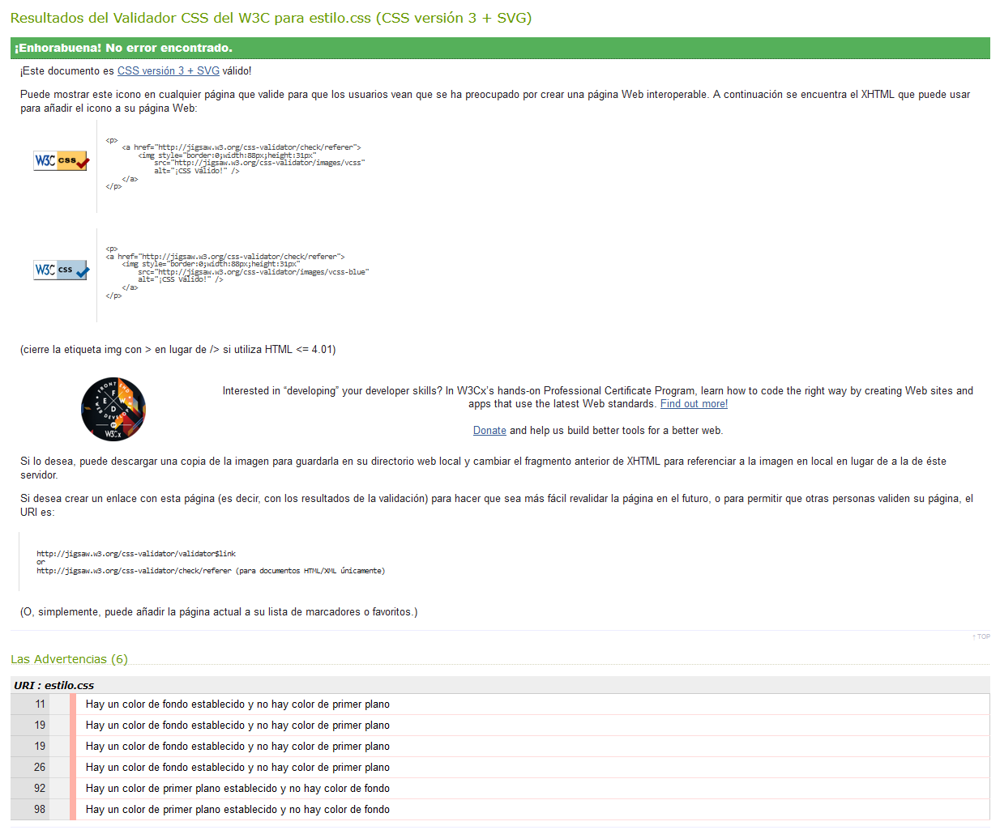 Resultados del Validador CSS del W3C para estilo.css (CSS versión 3 + SVG)
¡Enhorabuena! No error encontrado.
¡Este documento es CSS versión 3 + SVG válido!
Puede mostrar este icono en cualquier página que valide para que los usuarios vean que se ha preocupado por crear una página Web interoperable. A continuación se encuentra el XHTML que puede usar
para añadir el icono a su página Web:
W3C css
<p>
<a href="http://jigsaw.w3.org/css-validator/check/referer">
<img style="border:0;width:88px;height:31px"
src="http://jigsaw.w3.org/css-validator/images/vcss"
alt="¡CSS Válido!" />
</a>
</p>
W3C css
<p>
<a href="http://jigsaw.w3.org/css-validator/check/referer">
<img style="border:0;width:88px;height:31px"
src="http://jigsaw.w3.org/css-validator/images/vcss-blue"
alt="¡CSS Válido!" />
</a>
</p>
(cierre la etiqueta img con > en lugar de /> si utiliza HTML <= 4.01)
FRONT END
WEB DEVELOPER
F E W D
W3Cx
Interested in “developing” your developer skills? In W3Cx’s hands-on Professional Certificate Program, learn how to code the right way by creating Web sites and
apps that use the latest Web standards. Find out more!
Donate and help us build better tools for a better web.
Si lo desea, puede descargar una copia de la imagen para guardarla en su directorio web local y cambiar el fragmento anterior de XHTML para referenciar a la imagen en local en lugar de a la de éste
servidor.
Si desea crear un enlace con esta página (es decir, con los resultados de la validación) para hacer que sea más fácil revalidar la página en el futuro, o para permitir que otras personas validen su página, el
URI es:
http://jigsaw.w3.org/css-validator/validator$link
or
http://jigsaw.w3.org/css-validator/check/referer (para documentos HTML/XML únicamente)
(O, simplemente, puede añadir la página actual a su lista de marcadores o favoritos.)
↑ TOP
Las Advertencias (6)
URI : estilo.css
11 Hay un color de fondo establecido y no hay color de primer plano
19 Hay un color de fondo establecido y no hay color de primer plano
19 Hay un color de fondo establecido y no hay color de primer plano
26 Hay un color de fondo establecido y no hay color de primer plano
92 Hay un color de primer plano establecido y no hay color de fondo
98 Hay un color de primer plano establecido y no hay color de fondo